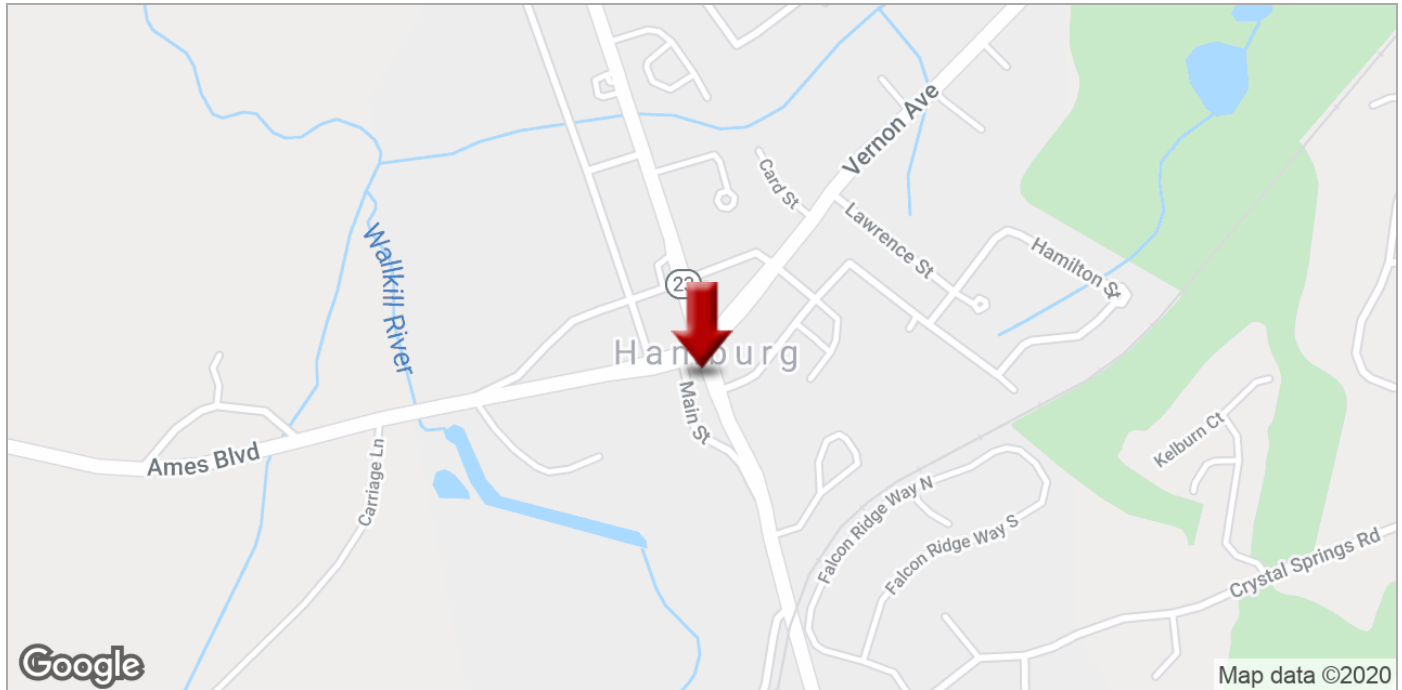 Vernon Ave
Card St
Lawrence St
Hamilton St
Wallkill River
23
Hamburg
Main St
Kelburn Ct
Ames Blvd
Carriage Ln
Falcon Ridge Way N
Falcon Ridge Way S
Crystal Springs Rd
Google
Map data ©2020